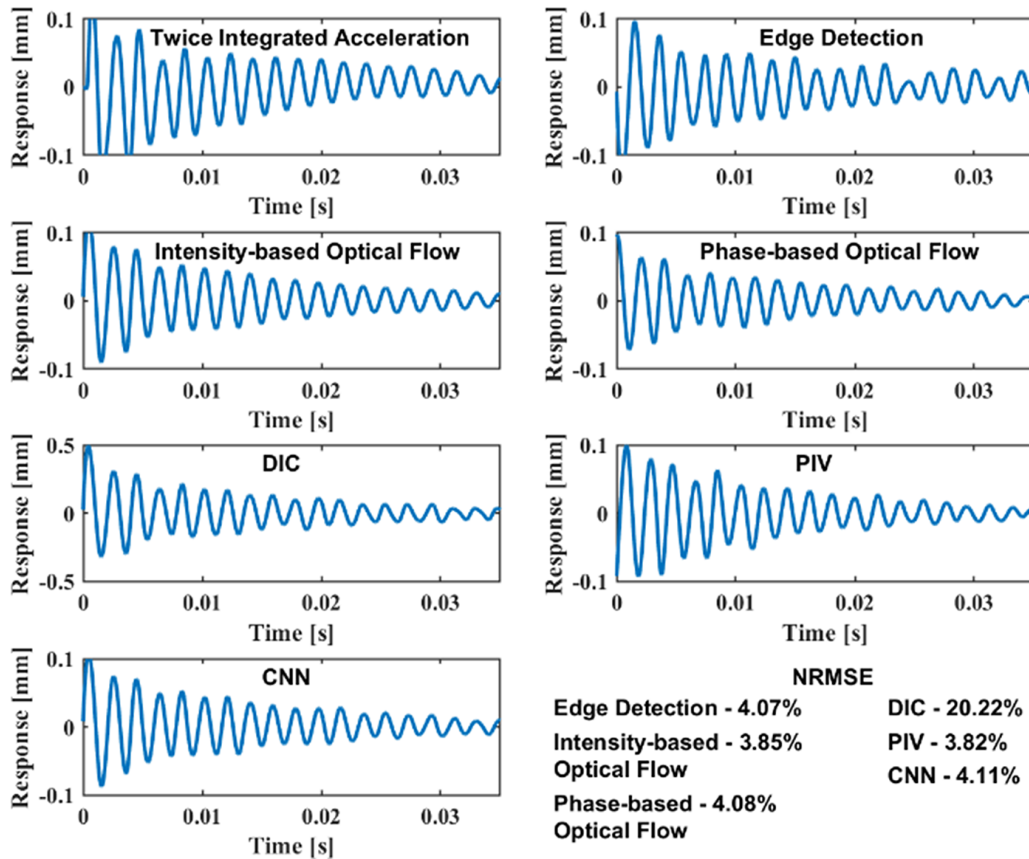 Twice Integrated Acceleration
Response [mm]
0.1
0
-0.1
0 0.01 0.02 0.03
Time [s]
Edge Detection
Response [mm]
0.1
0
-0.1
0 0.01 0.02 0.03
Time [s]
Intensity-based Optical Flow
Response [mm]
0.1
0
-0.1
0 0.01 0.02 0.03
Time [s]
Phase-based Optical Flow
Response [mm]
0.1
0
-0.1
0 0.01 0.02 0.03
Time [s]
DIC
Response [mm]
0.5
0
-0.5
0 0.01 0.02 0.03
Time [s]
PIV
Response [mm]
0.1
0
-0.1
0 0.01 0.02 0.03
Time [s]
CNN
Response [mm]
0.1
0
-0.1
0 0.01 0.02 0.03
Time [s]
NRMSE
Edge Detection - 4.07%
Intensity-based - 3.85%
Optical Flow
Phase-based - 4.08%
Optical Flow
DIC - 20.22%
PIV - 3.82%
CNN - 4.11%